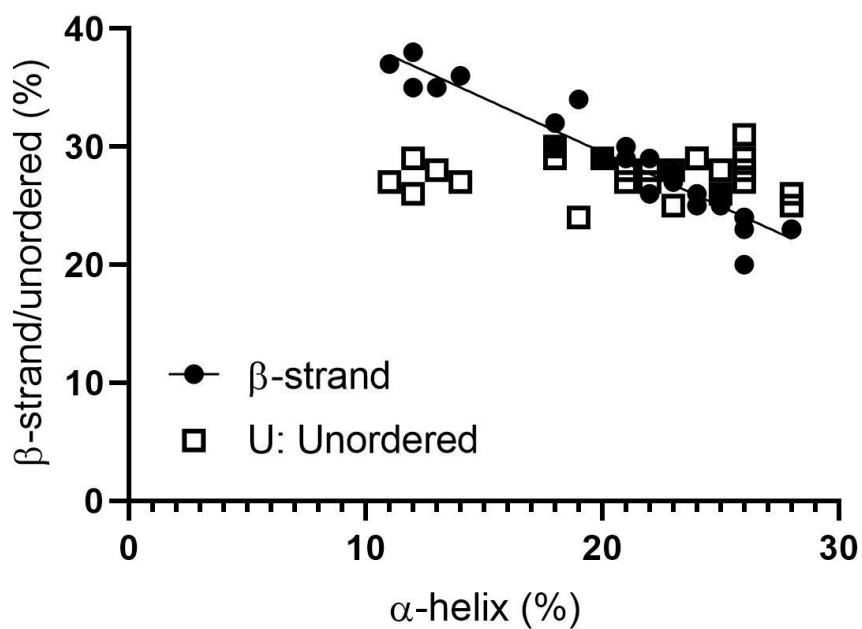 β-strand/unordered (%)
40
30
20
10
0
β-strand
U: Unordered
0 10 20 30
α-helix (%)